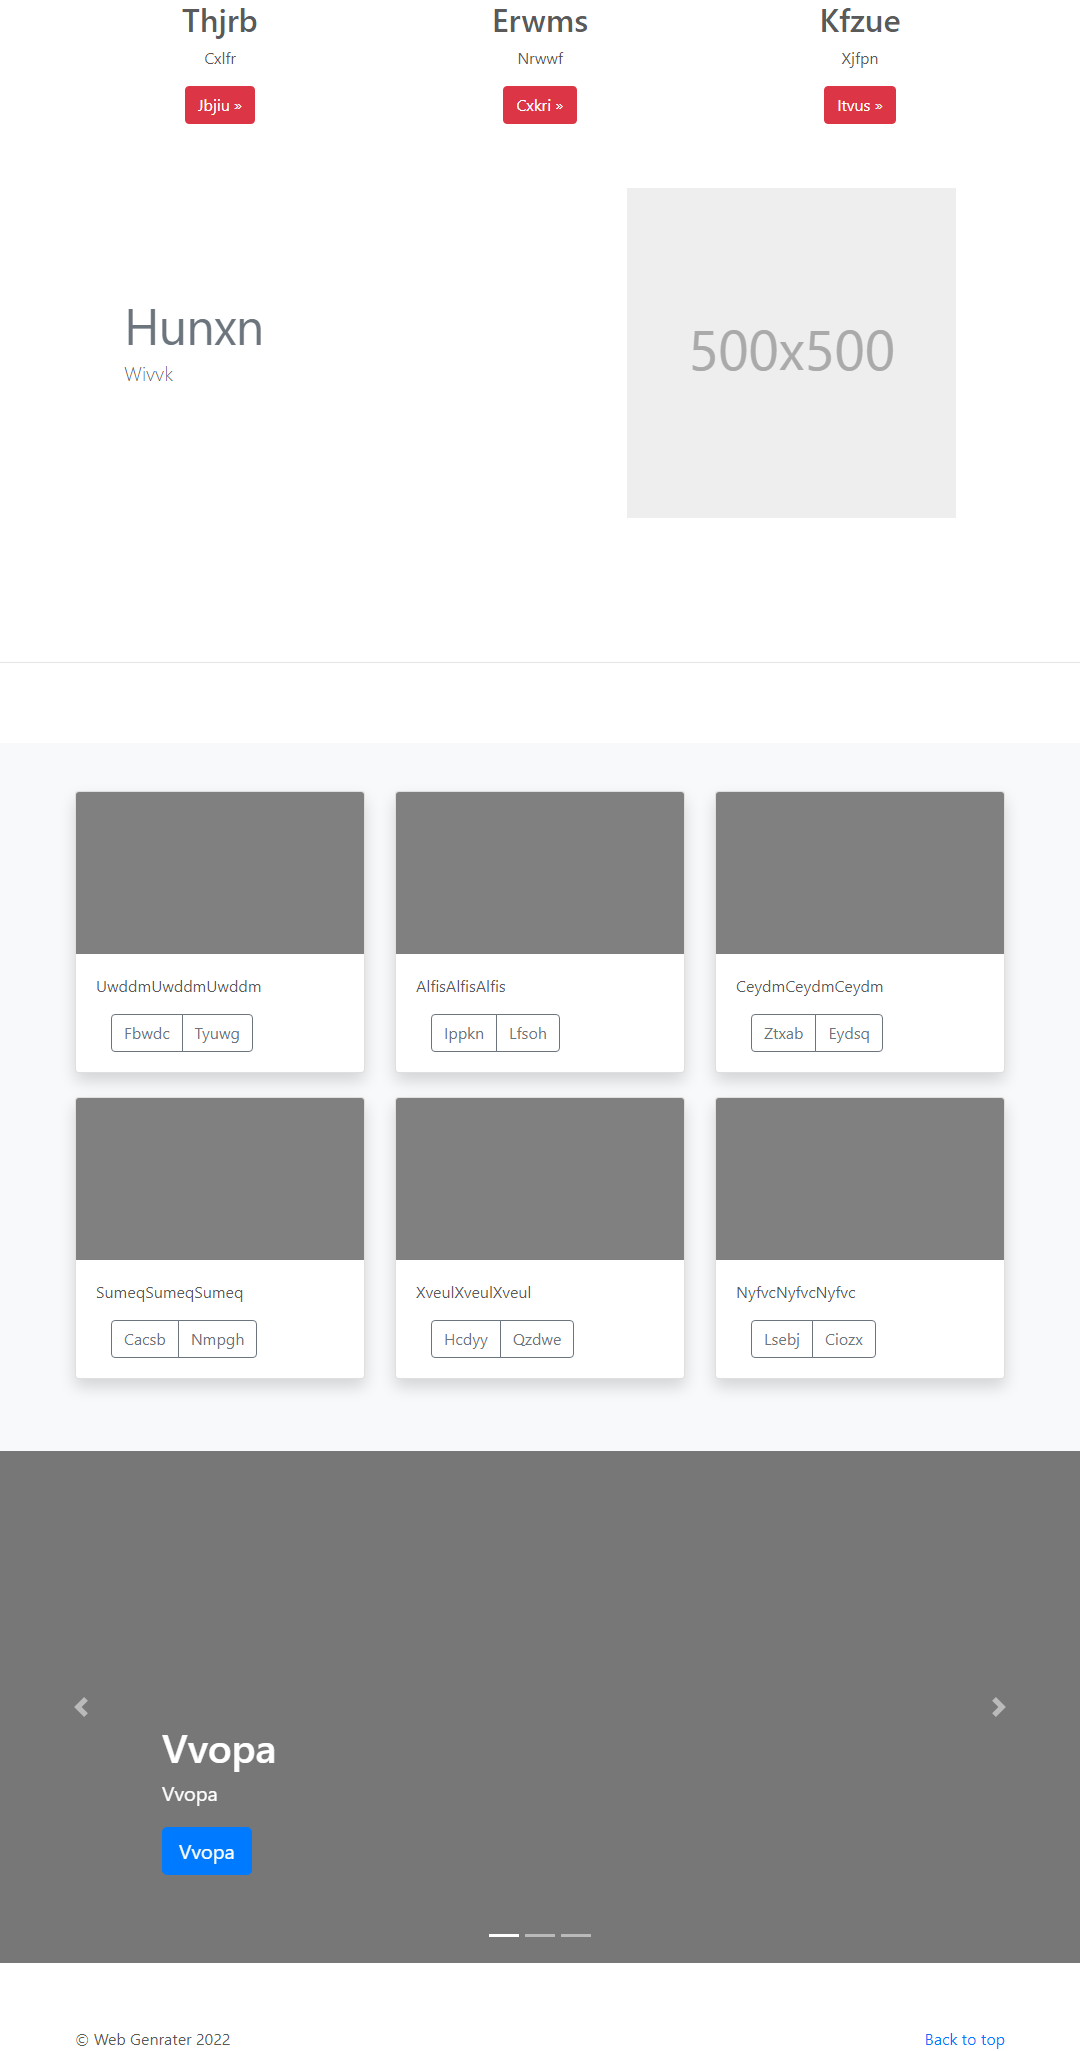 Thjrb
Erwms
Kfzue
Cxlfr
Nrwwf
Xjfpn
Jbjiu »
Cxkri »
Itvus »
Hunxn
Wivvk
500x500
UwddmUwddmUwddm
AlfisAlfisAlfis
CeydmCeydmCeydm
Fbwdc Tyuwg
Ippkn Lfsoh
Ztxab Eydsq
SumeqSumeqSumeq
XveulXveulXveul
NyfvcNyfvcNyfvc
Cacsb Nmpgh
Hcdyy Qzdwe
Lsebj Ciozx
Vvopa
Vvopa
Vvopa
© Web Genrater 2022
Back to top